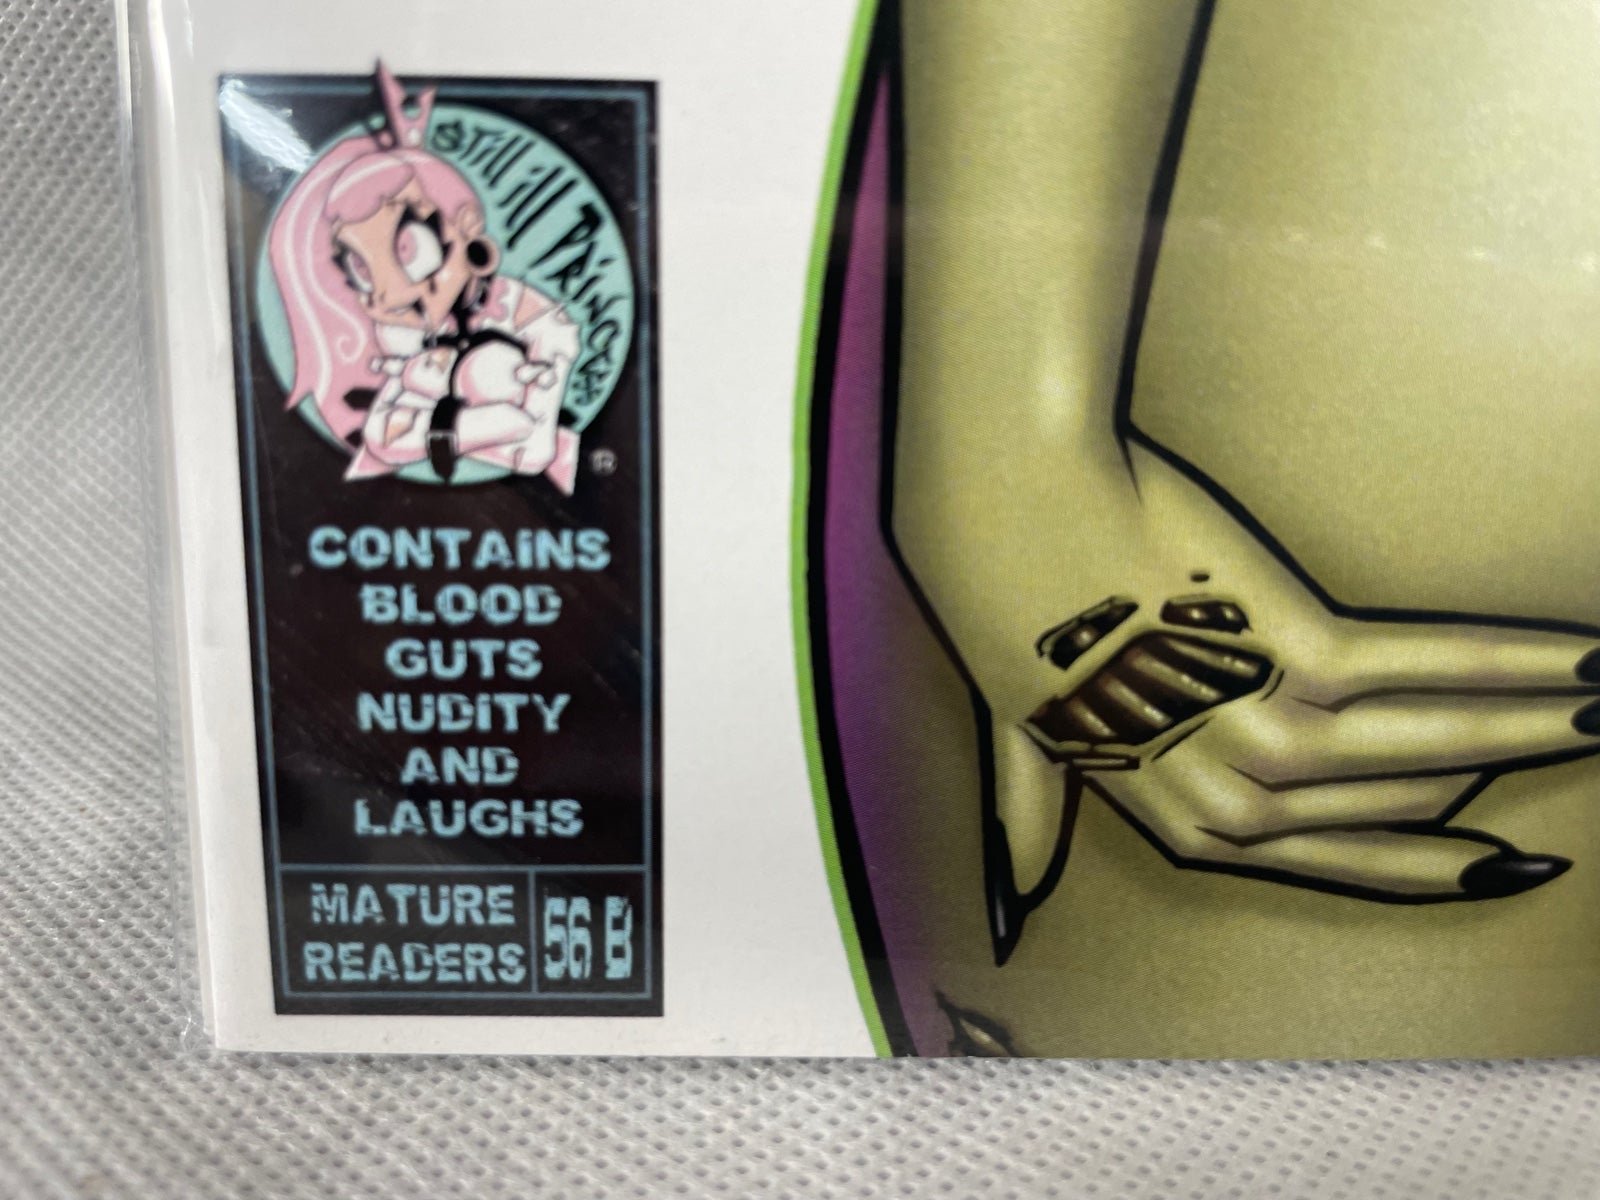 Still ill Princess
®
CONTAiNS
BLOOD
GUTS
NUDiTY
AND
LAUGHS
MATURE
READERS
56 B